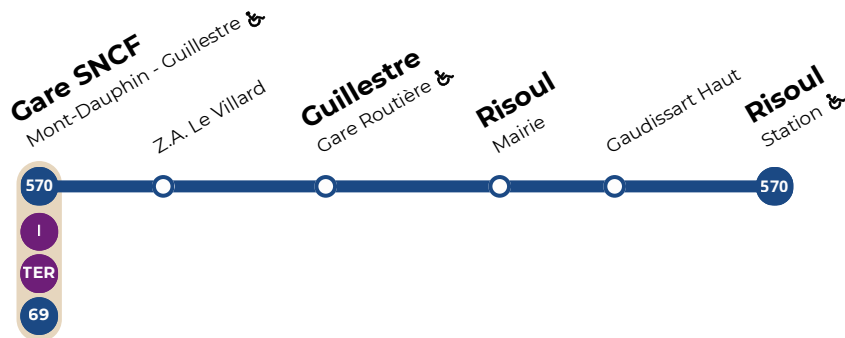 Gare SNCF
Mont-Dauphin - Guillestre
Z.A. Le Villard
Guillestre
Gare Routière
Risoul
Mairie
Gaudissart Haut
Risoul
Station
570
570
I
TER
69